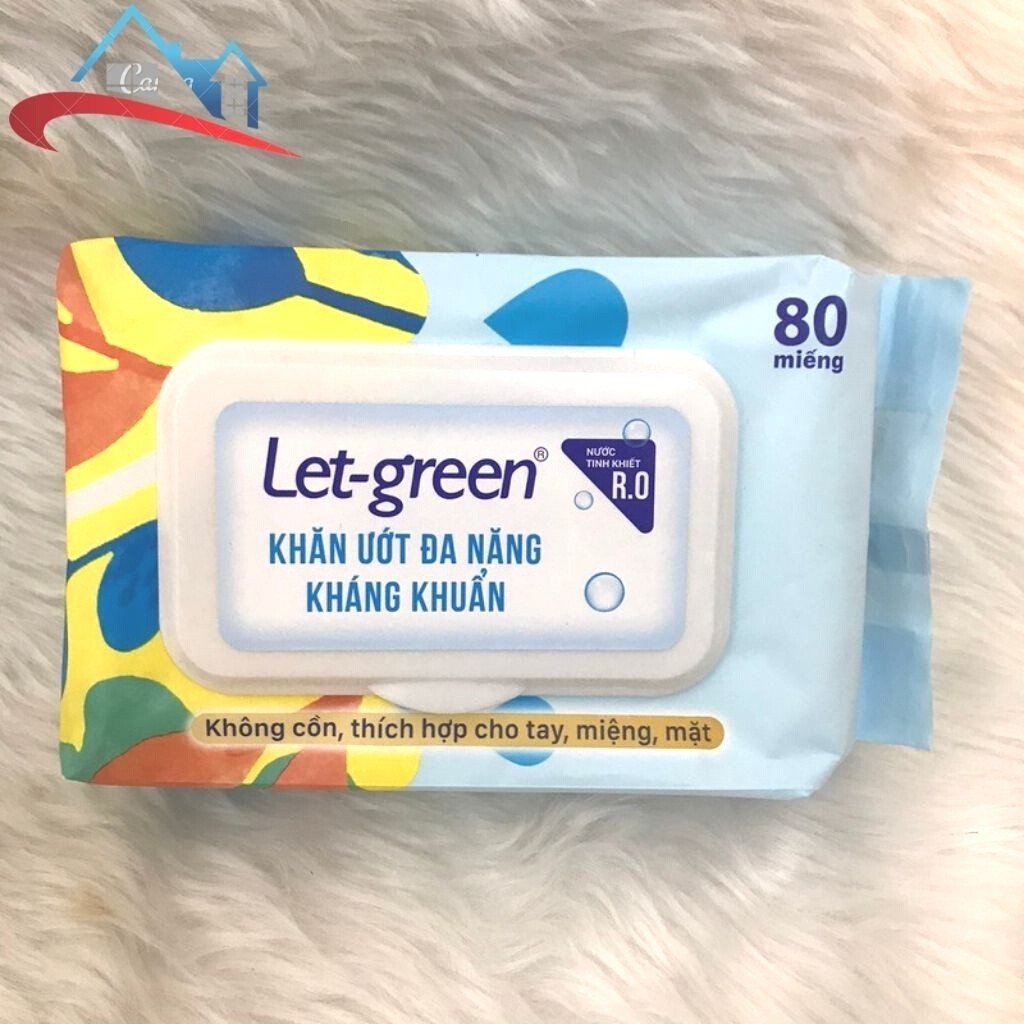 80
miếng
Let-green®
NƯỚC
TINH KHIẾT
R.O
KHĂN ƯỚT ĐA NĂNG
KHÁNG KHUẨN
Không cồn, thích hợp cho tay, miệng, mặt